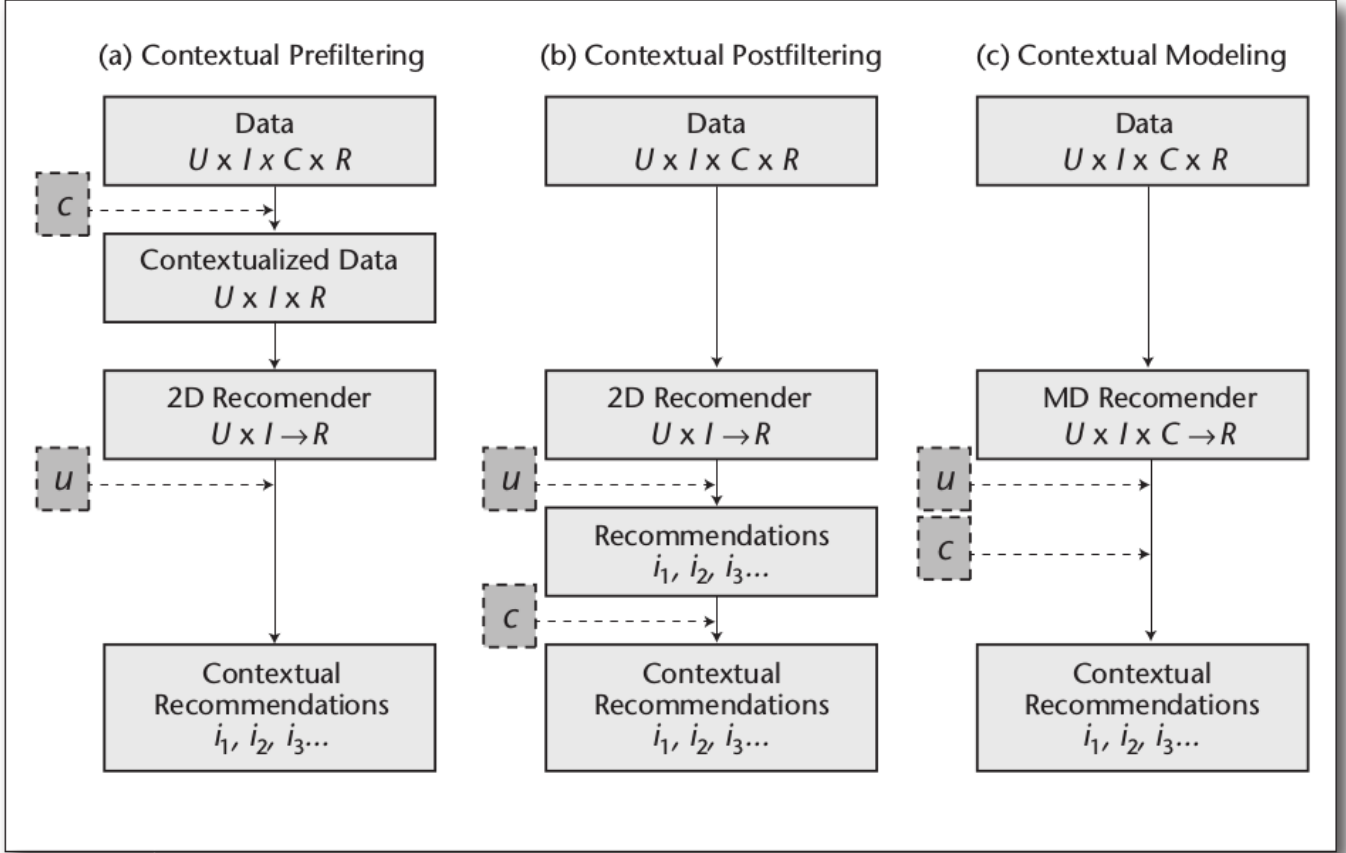 (a) Contextual Prefiltering
Data
U x I x C x R
c
Contextualized Data
U x I x R
2D Recomender
U x I → R
u
Contextual
Recommendations
i₁, i₂, i₃...
(b) Contextual Postfiltering
Data
U x I x C x R
2D Recomender
U x I → R
u
Recommendations
i₁, i₂, i₃...
c
Contextual
Recommendations
i₁, i₂, i₃...
(c) Contextual Modeling
Data
U x I x C x R
MD Recomender
U x I x C → R
u
c
Contextual
Recommendations
i₁, i₂, i₃...